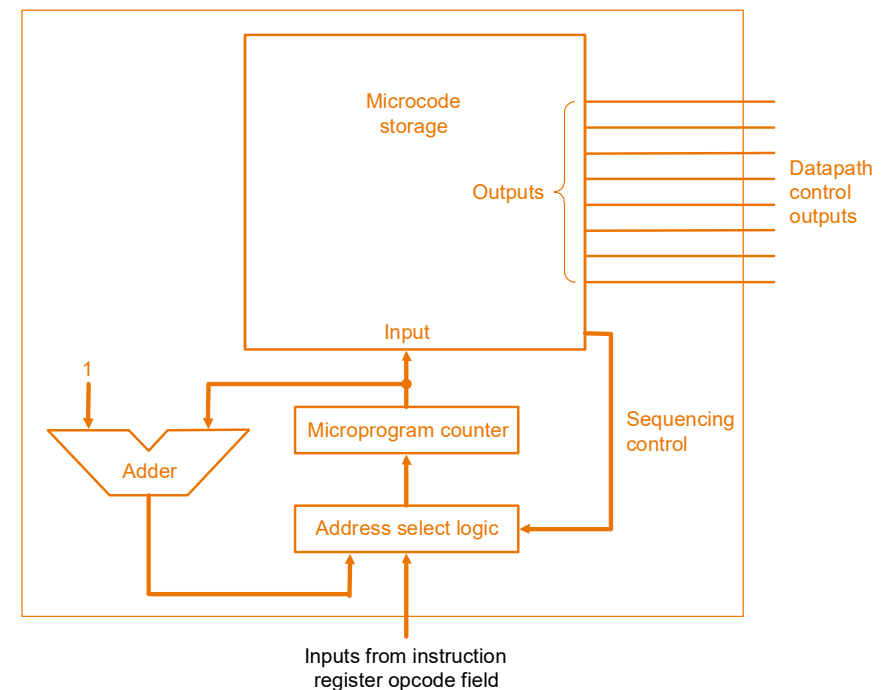 Microcode
storage
Outputs
Datapath
control
outputs
Input
1
Microprogram counter
Sequencing
control
Adder
Address select logic
Inputs from instruction
register opcode field